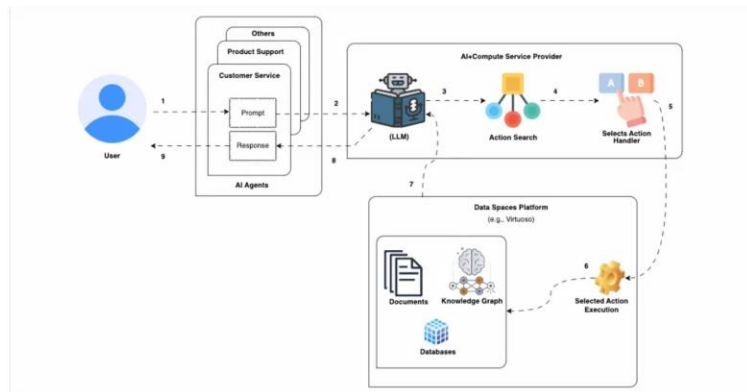 Others
Product Support
Customer Service
AI+Compute Service Provider
1
Prompt
2
3
4
A
B
5
(LLM)
Action Search
Selects Action
Handler
User
9
Response
8
AI Agents
7
Data Spaces Platform
(e.g., Virtuoso)
6
Documents
Knowledge Graph
Selected Action
Execution
Databases